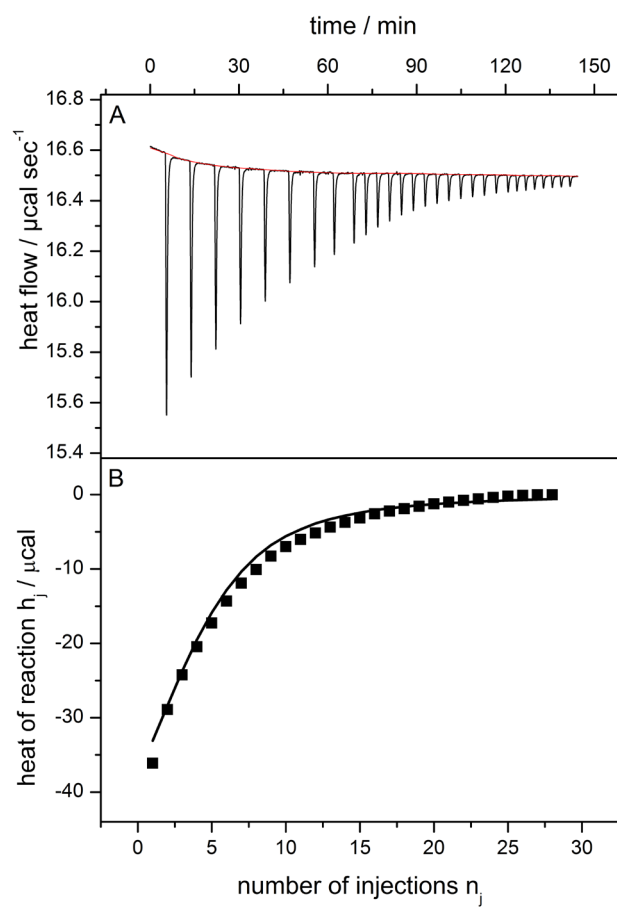 time / min
0 30 60 90 120 150
A
heat flow / µcal sec⁻¹
16.8
16.6
16.4
16.2
16.0
15.8
15.6
15.4
B
heat of reaction hⱼ / µcal
0
-10
-20
-30
-40
0 5 10 15 20 25 30
number of injections nⱼ